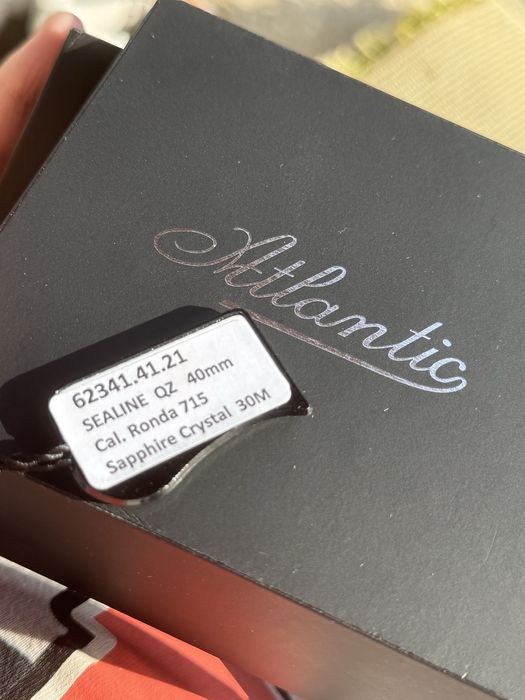 Atlantic
62341.41.21
SEALINE QZ 40mm
Cal. Ronda 715
Sapphire Crystal 30M